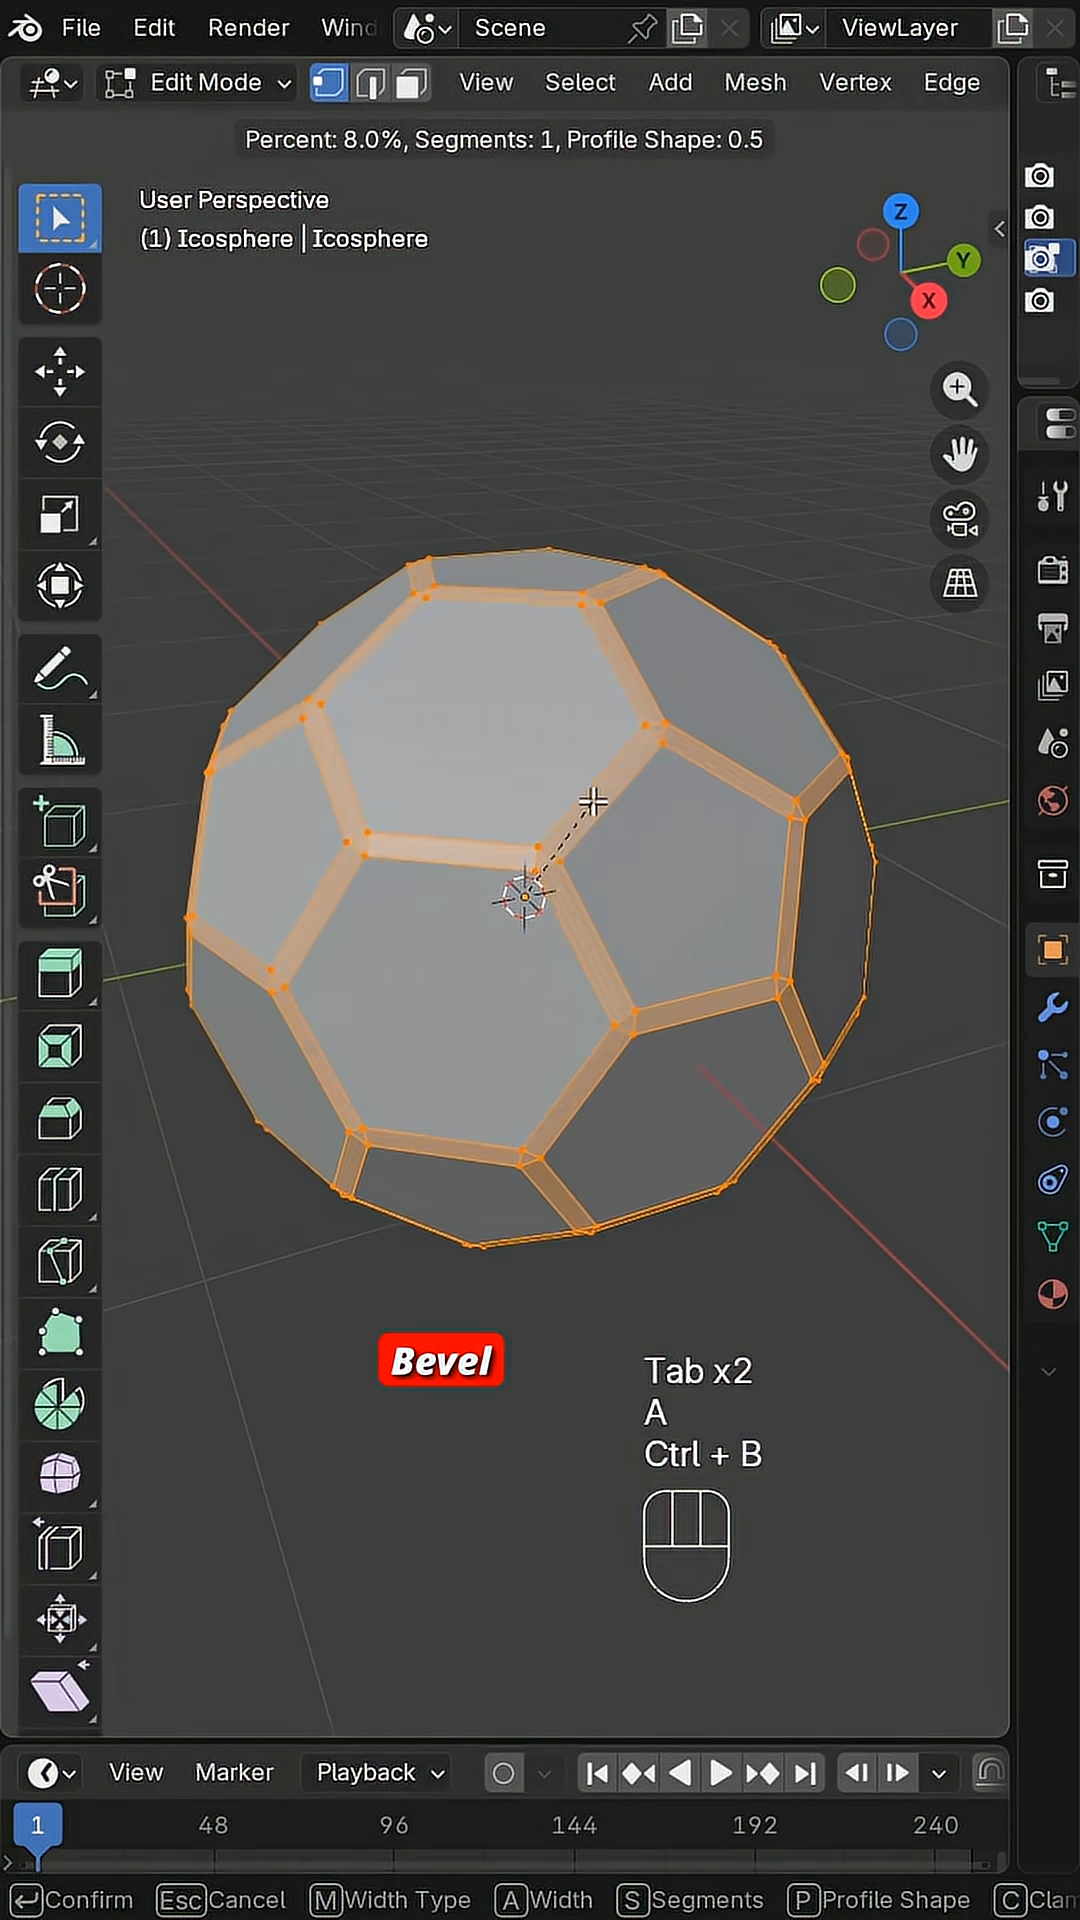 File Edit Render Wind Scene ViewLayer
Edit Mode View Select Add Mesh Vertex Edge
Percent: 8.0%, Segments: 1, Profile Shape: 0.5
User Perspective
(1) Icosphere | Icosphere
Z
Y
X
Bevel
Tab x2
A
Ctrl + B
View Marker Playback
1 48 96 144 192 240
Confirm Esc Cancel M Width Type A Width S Segments P Profile Shape C Clam